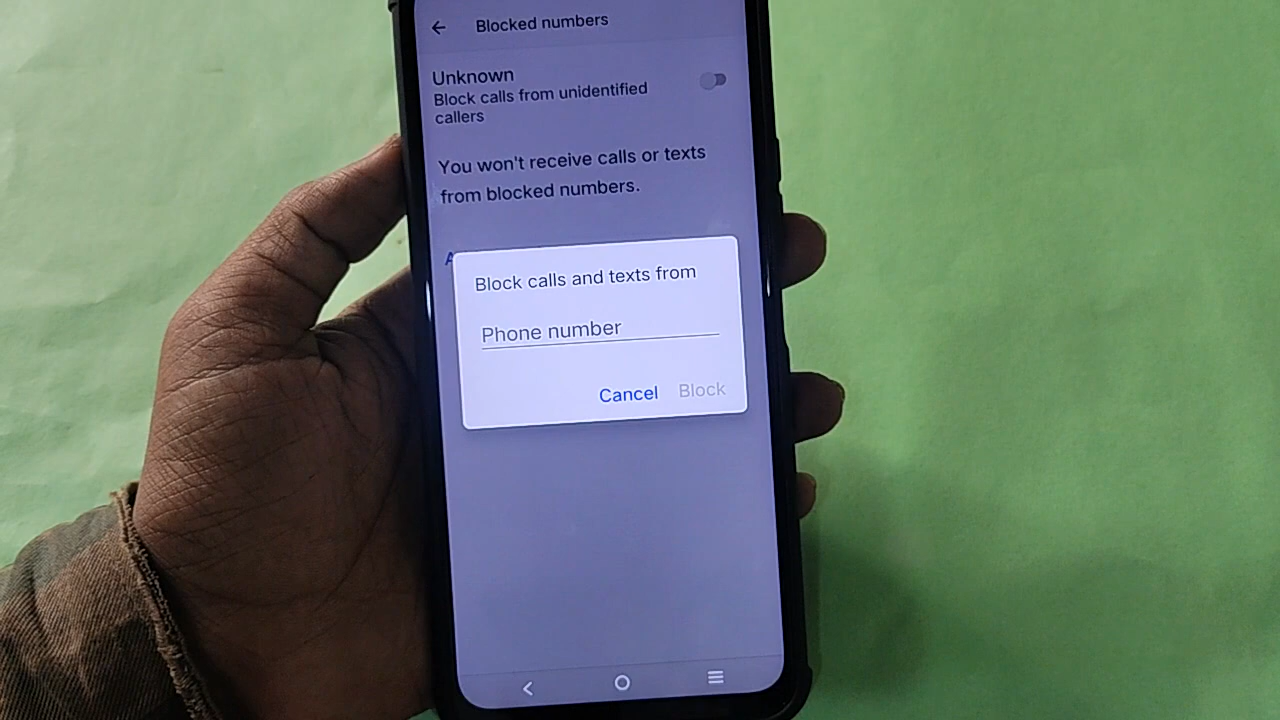 Blocked numbers
Unknown
Block calls from unidentified
callers
You won't receive calls or texts
from blocked numbers.
A
Block calls and texts from
Phone number
Cancel Block